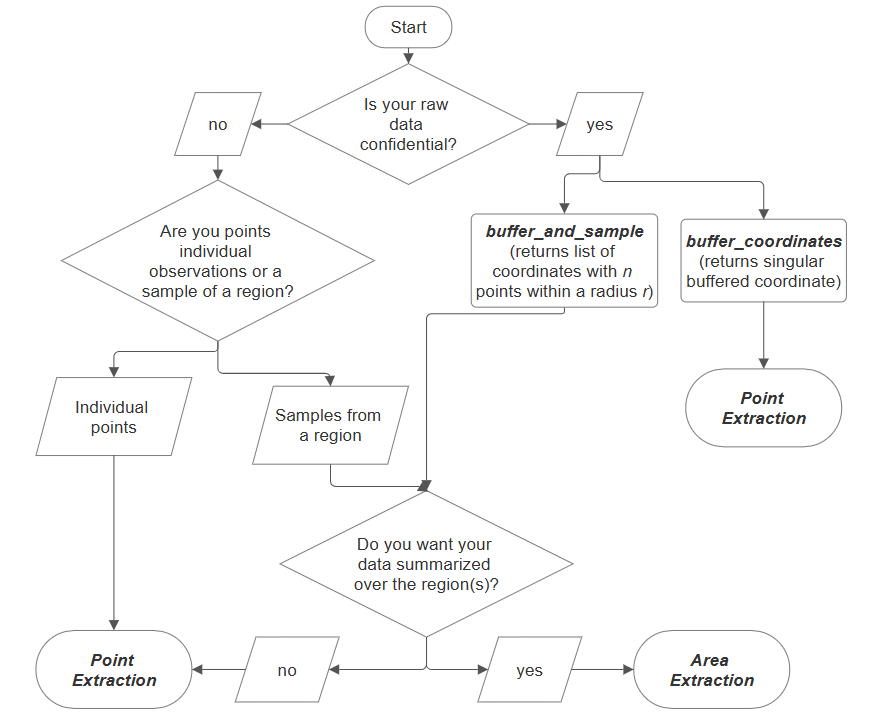 Start
Is your raw
data
confidential?
no
yes
Are you points
individual
observations or a
sample of a region?
buffer_and_sample
(returns list of
coordinates with n
points within a radius r)
buffer_coordinates
(returns singular
buffered coordinate)
Individual
points
Samples from
a region
Point
Extraction
Do you want your
data summarized
over the region(s)?
Point
Extraction
no
yes
Area
Extraction